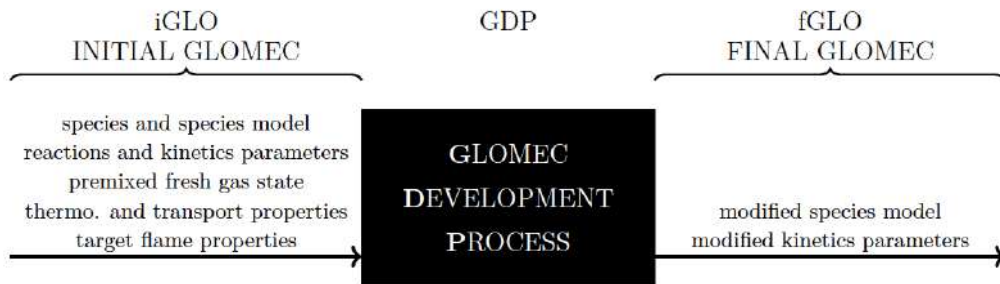 iGLO
INITIAL GLOMEC
GDP
fGLO
FINAL GLOMEC
species and species model
reactions and kinetics parameters
premixed fresh gas state
thermo. and transport properties
target flame properties
GLOMEC
DEVELOPMENT
PROCESS
modified species model
modified kinetics parameters